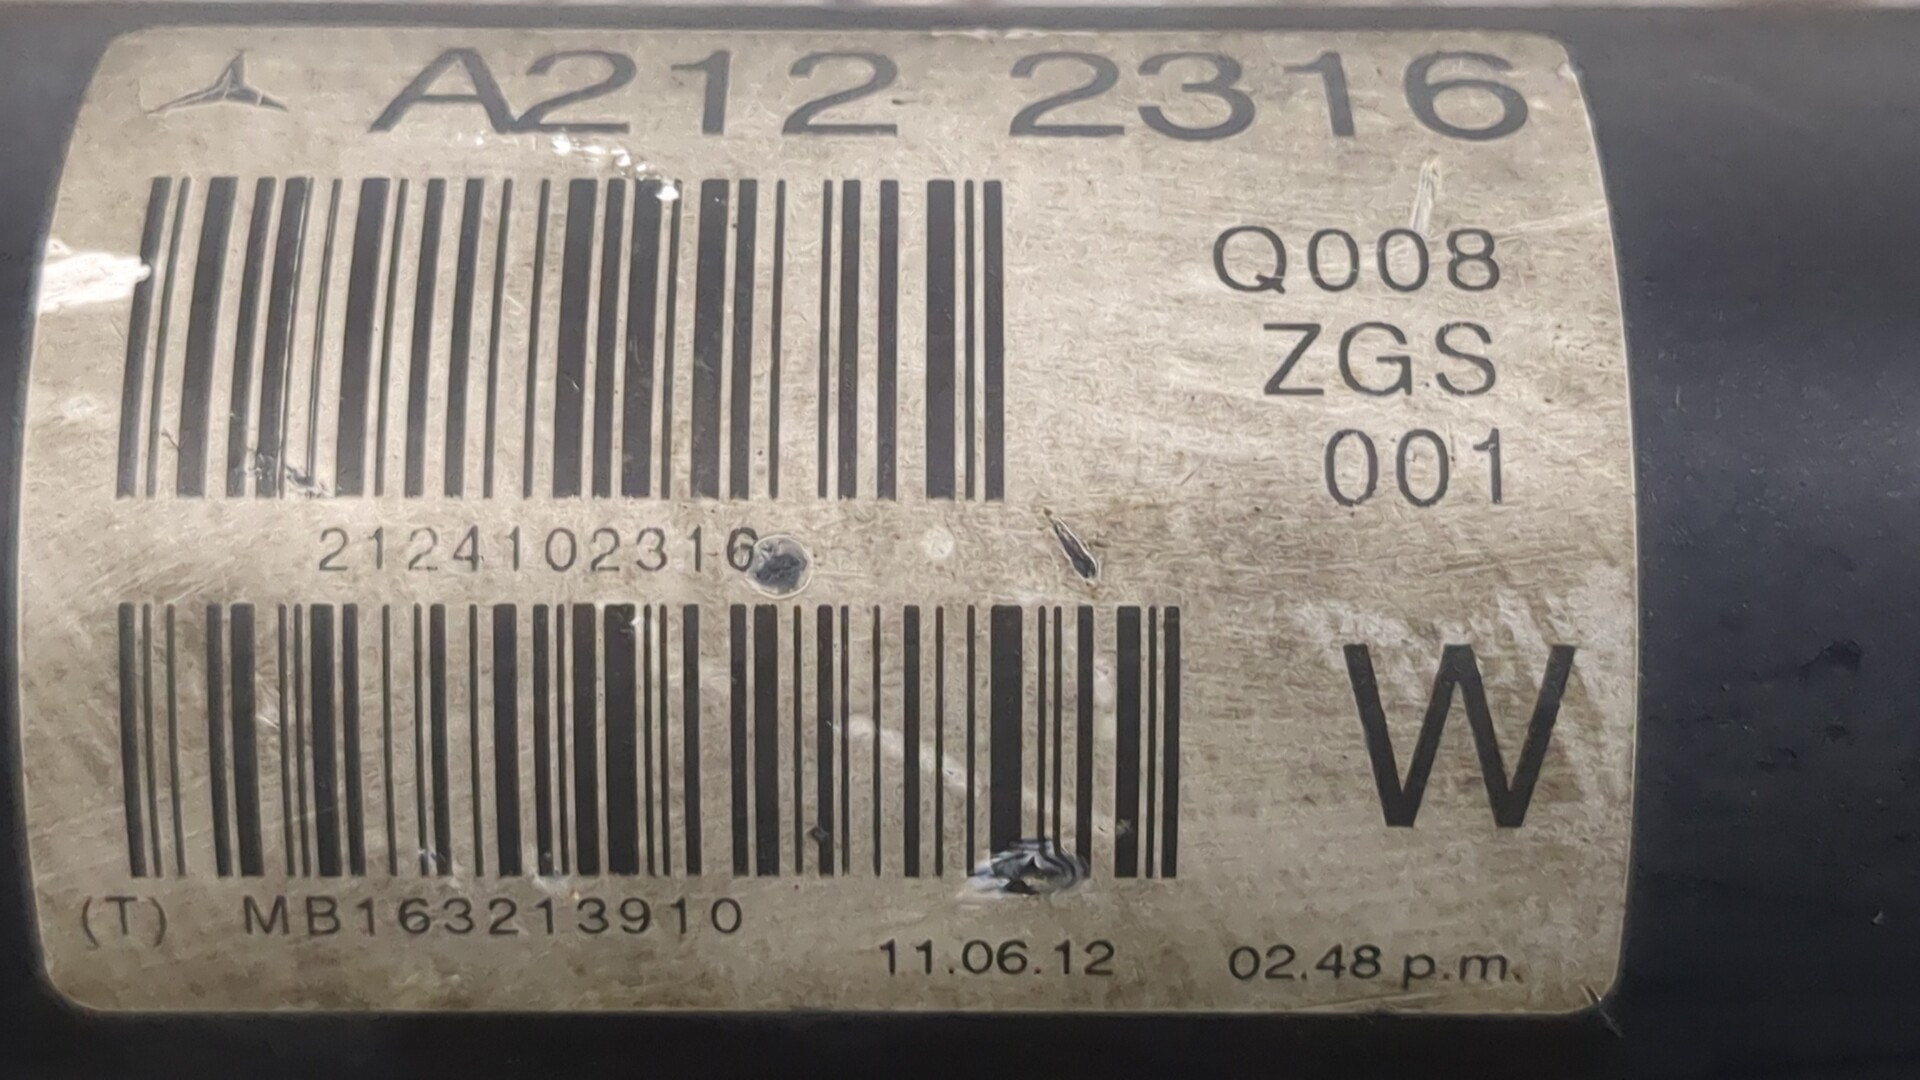 A212 2316
Q008
ZGS
001
2124102316
W
(T) MB163213910
11.06.12 02.48 p.m.